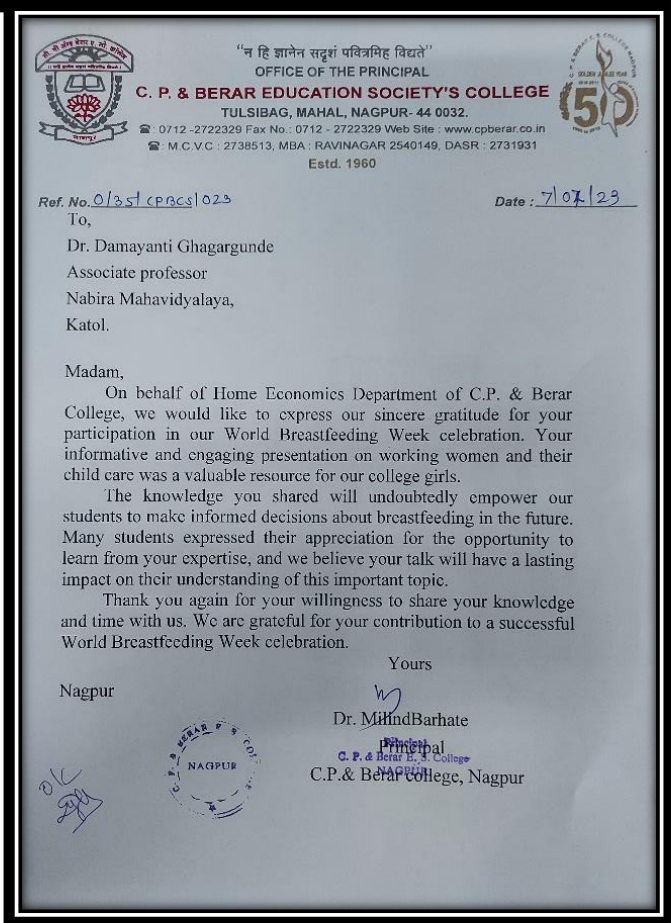 "न हि ज्ञानेन सदृशं पवित्रमिह विद्यते"
OFFICE OF THE PRINCIPAL
C. P. & BERAR EDUCATION SOCIETY'S COLLEGE
TULSIBAG, MAHAL, NAGPUR- 44 0032.
☎: 0712 -2722329 Fax No.: 0712 - 2722329 Web Site : www.cpberar.co.in
☎: M.C.V.C : 2738513, MBA : RAVINAGAR 2540149, DASR : 2731931
Estd. 1960
GOLDEN JUBILEE YEAR
50
Ref. No. 0/35/CPBCS/023
Date : 7/07/23
To,
Dr. Damayanti Ghagargunde
Associate professor
Nabira Mahavidyalaya,
Katol.
Madam,
On behalf of Home Economics Department of C.P. & Berar
College, we would like to express our sincere gratitude for your
participation in our World Breastfeeding Week celebration. Your
informative and engaging presentation on working women and their
child care was a valuable resource for our college girls.
The knowledge you shared will undoubtedly empower our
students to make informed decisions about breastfeeding in the future.
Many students expressed their appreciation for the opportunity to
learn from your expertise, and we believe your talk will have a lasting
impact on their understanding of this important topic.
Thank you again for your willingness to share your knowledge
and time with us. We are grateful for your contribution to a successful
World Breastfeeding Week celebration.
Yours
Nagpur
Dr. MilindBarhate
Principal
Principal
C. P. & Berar E. S. College
NAGPUR
C.P.& Berar college, Nagpur
NAGPUR
OK